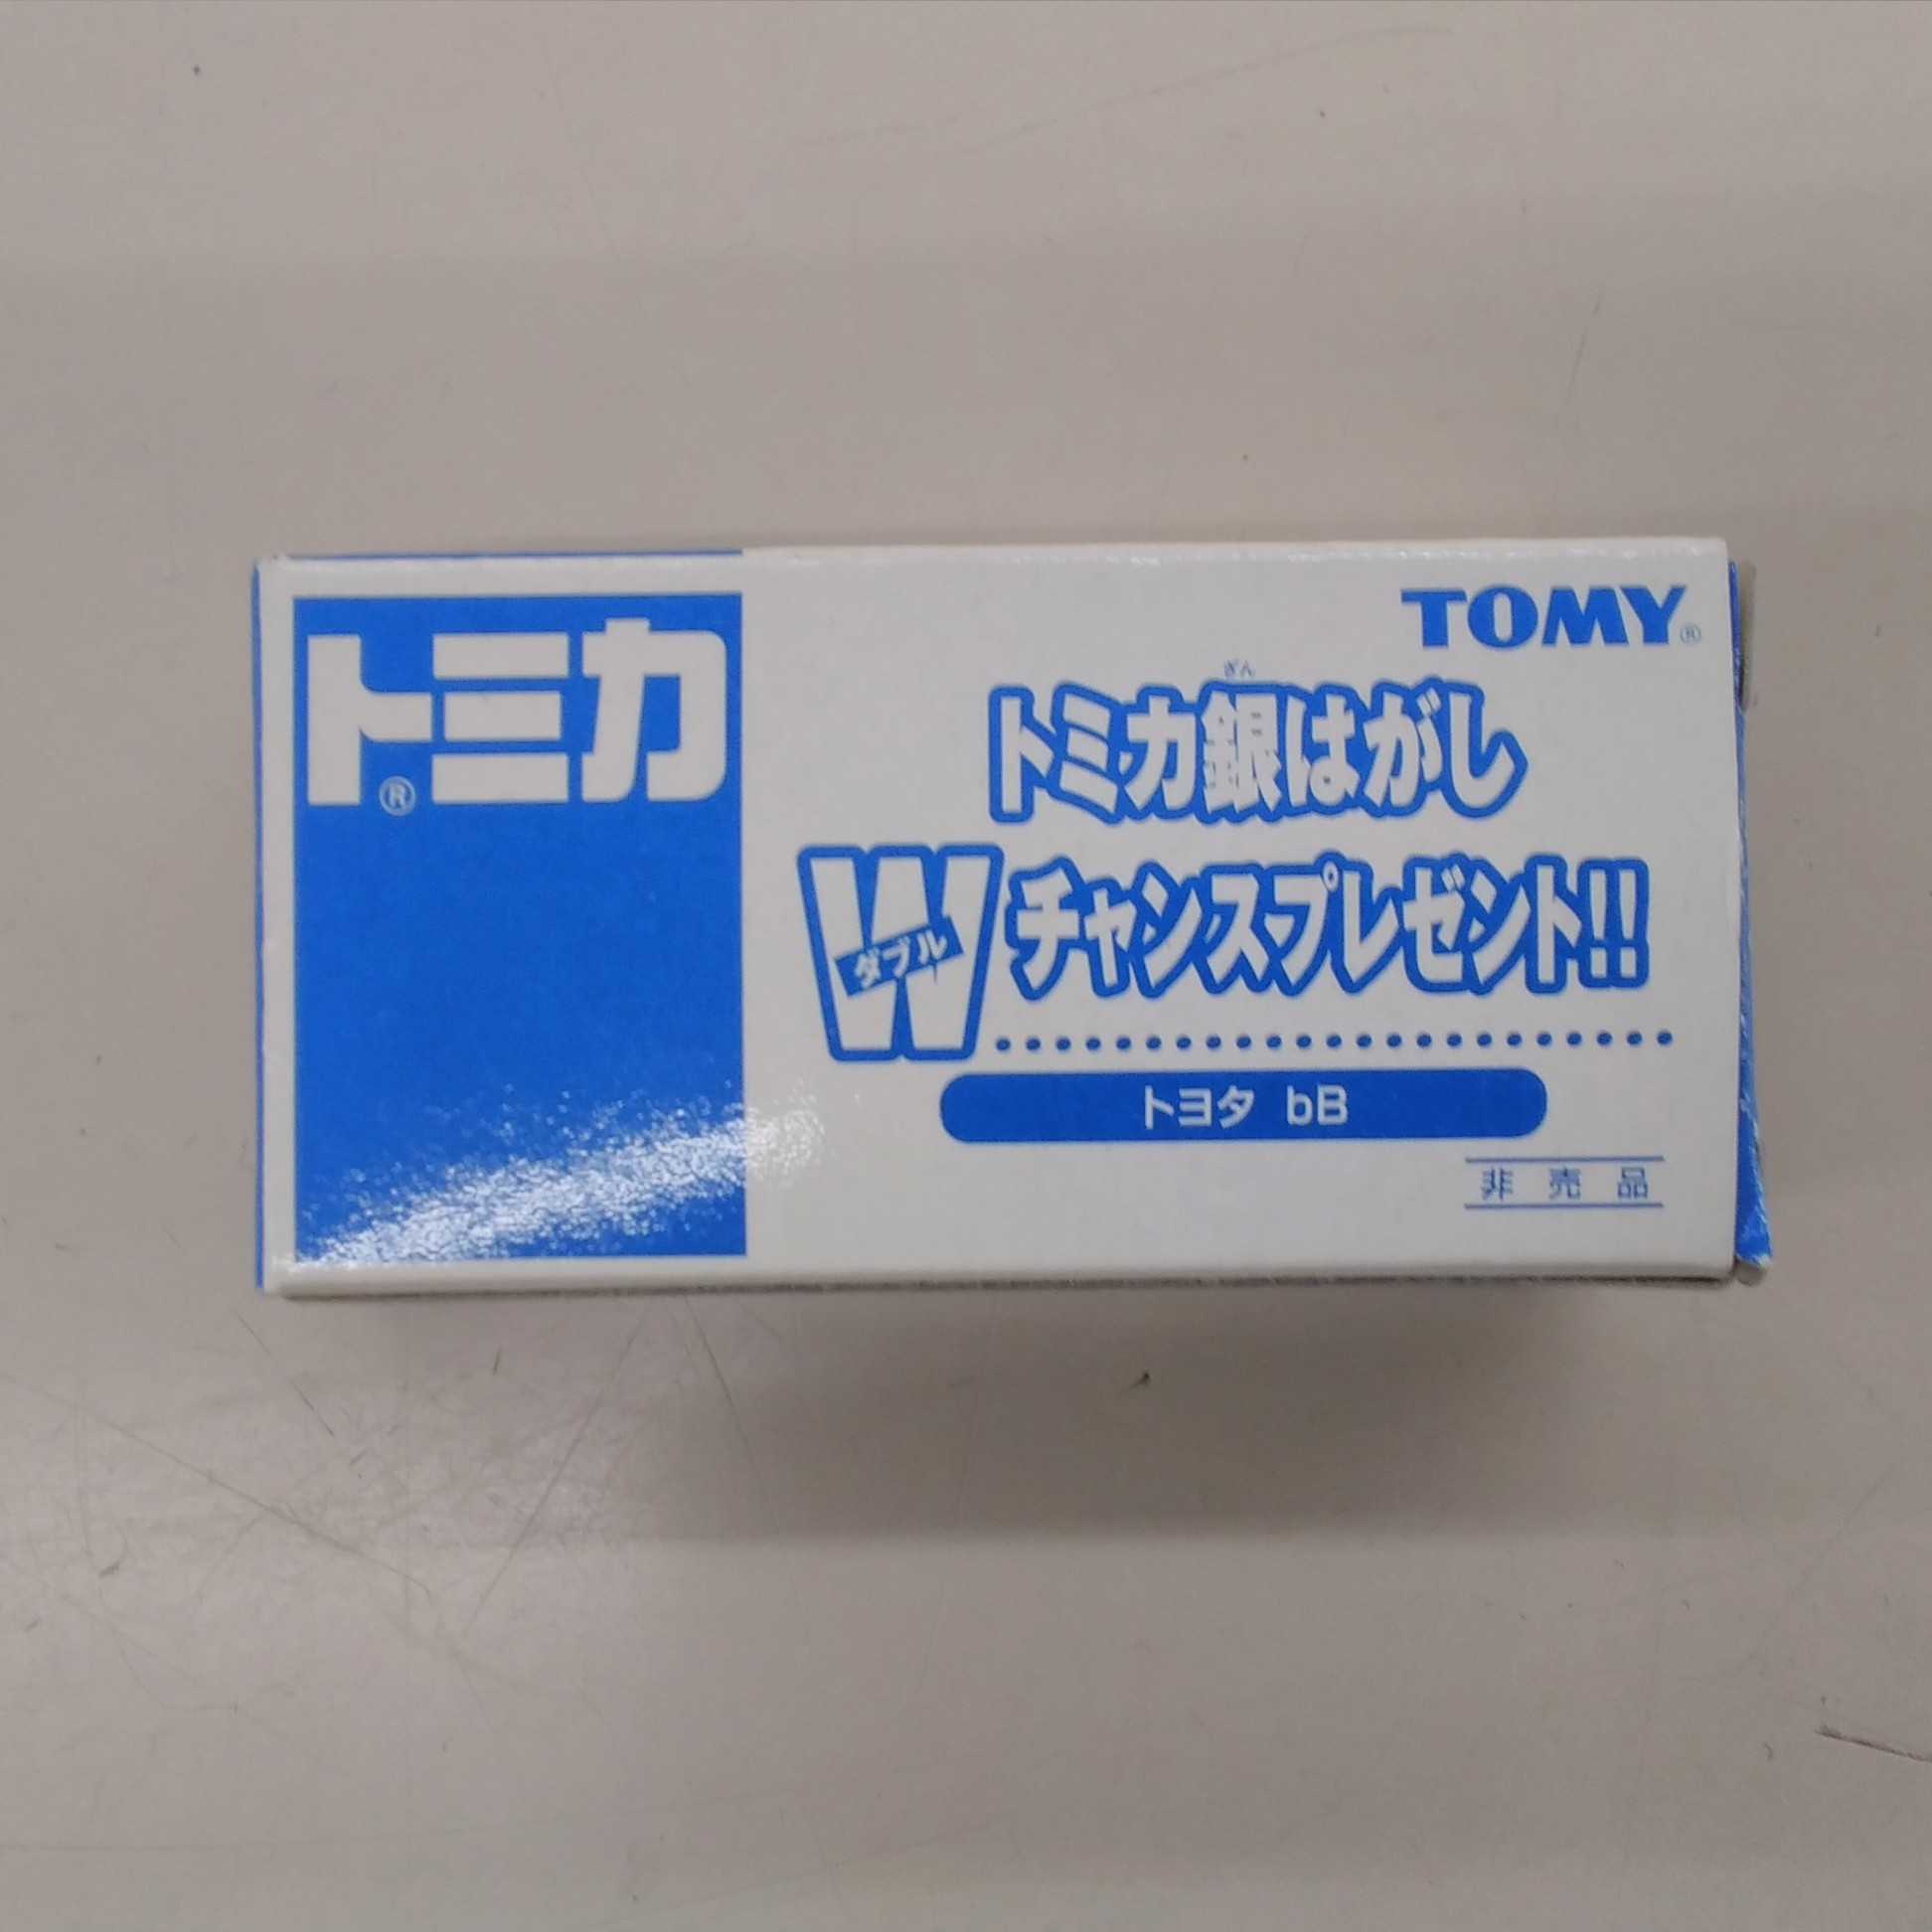 トミカ®
TOMY®
ぎん
トミカ銀はがし
Wチャンスプレゼント!!
ダブル
トヨタ bB
非売品